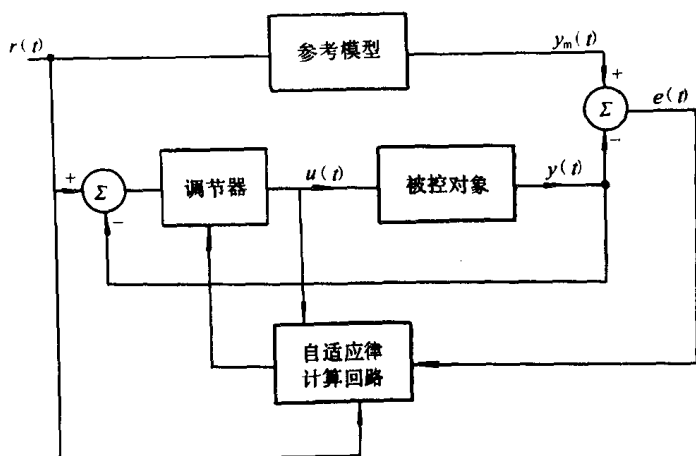 参考模型
y_m(t)
r(t)
+
Σ
e(t)
-
+
Σ
调节器
u(t)
被控对象
y(t)
-
自适应律
计算回路